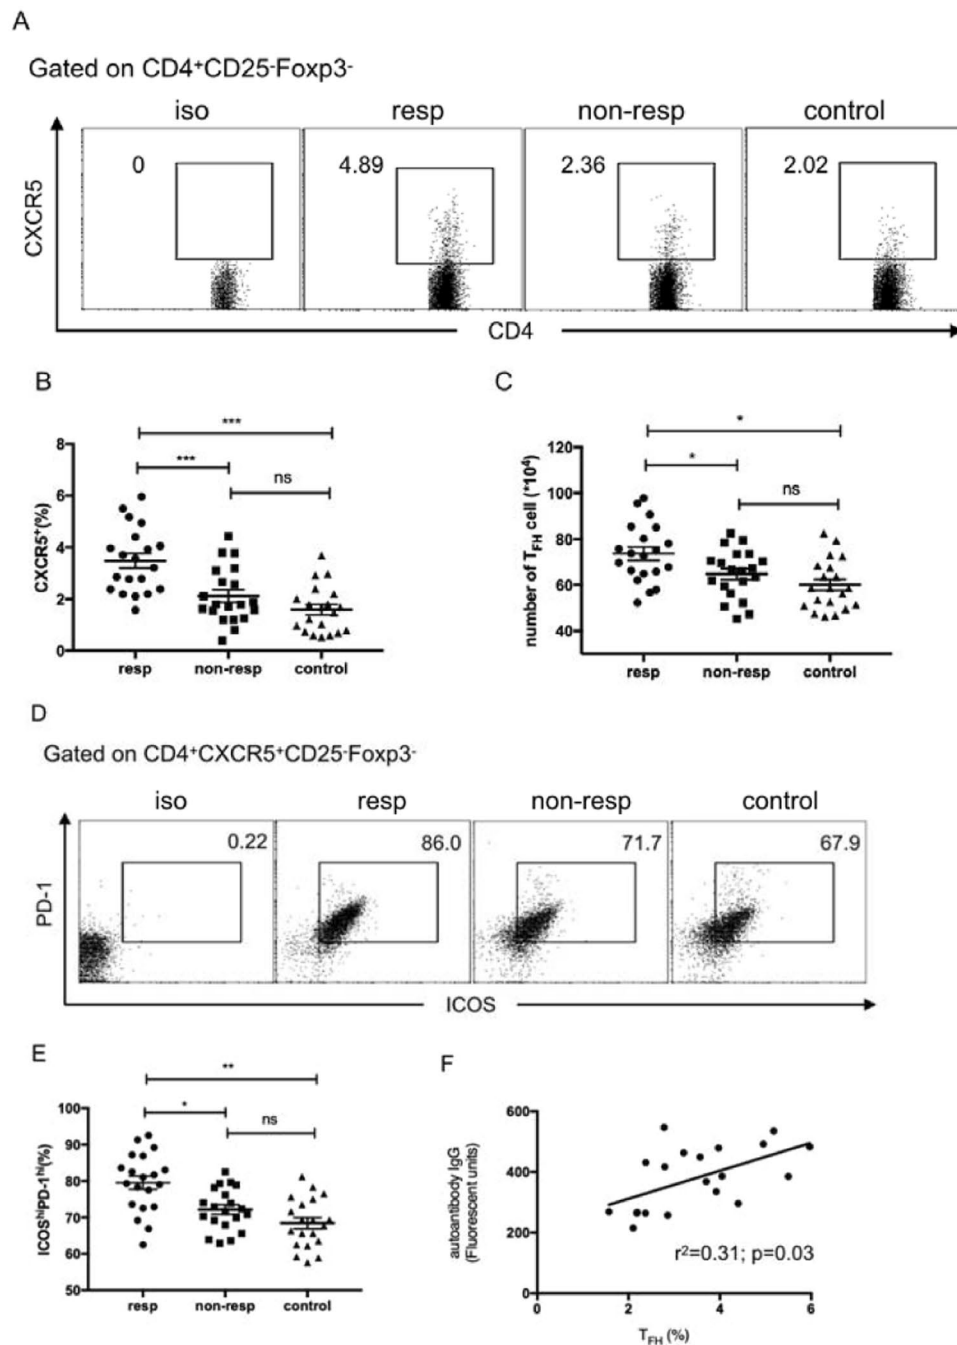 A
Gated on CD4⁺CD25⁻Foxp3⁻
iso resp non-resp control
0 4.89 2.36 2.02
CXCR5
CD4
B
***
***
ns
8
6
4
2
0
CXCR5⁺(%)
resp non-resp control
C
*
*
ns
120
100
80
60
40
number of TFH cell (*10⁴)
resp non-resp control
D
Gated on CD4⁺CXCR5⁺CD25⁻Foxp3⁻
iso resp non-resp control
0.22 86.0 71.7 67.9
PD-1
ICOS
E
**
*
ns
100
90
80
70
60
50
ICOSʰⁱPD-1ʰⁱ(%)
resp non-resp control
F
autoantibody IgG
(Fluorescent units)
600
400
200
0
r²=0.31; p=0.03
0 2 4 6
TFH (%)